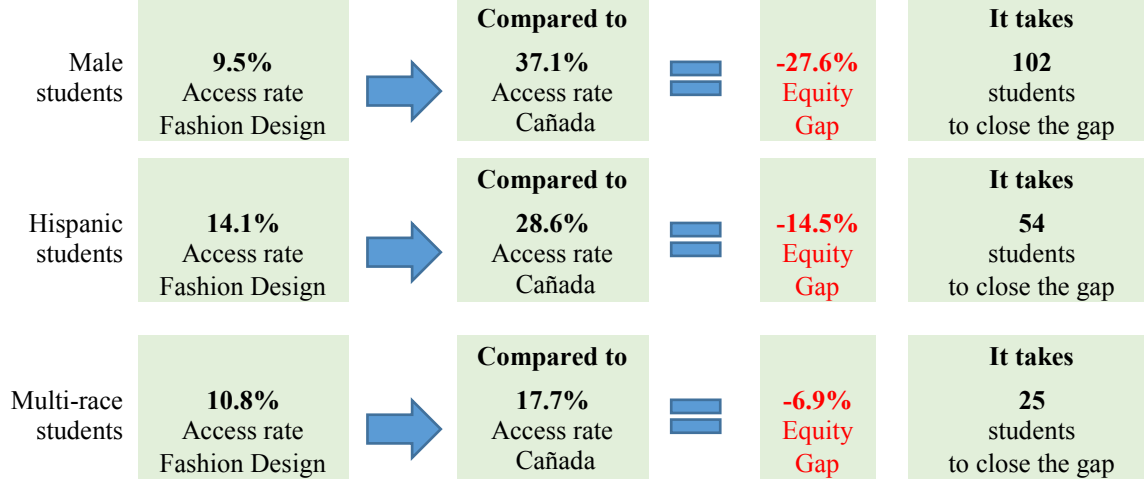 Compared to
It takes
Male students
9.5%
Access rate
Fashion Design
37.1%
Access rate
Cañada
-27.6%
Equity
Gap
102
students
to close the gap
Compared to
It takes
Hispanic students
14.1%
Access rate
Fashion Design
28.6%
Access rate
Cañada
-14.5%
Equity
Gap
54
students
to close the gap
Compared to
It takes
Multi-race students
10.8%
Access rate
Fashion Design
17.7%
Access rate
Cañada
-6.9%
Equity
Gap
25
students
to close the gap